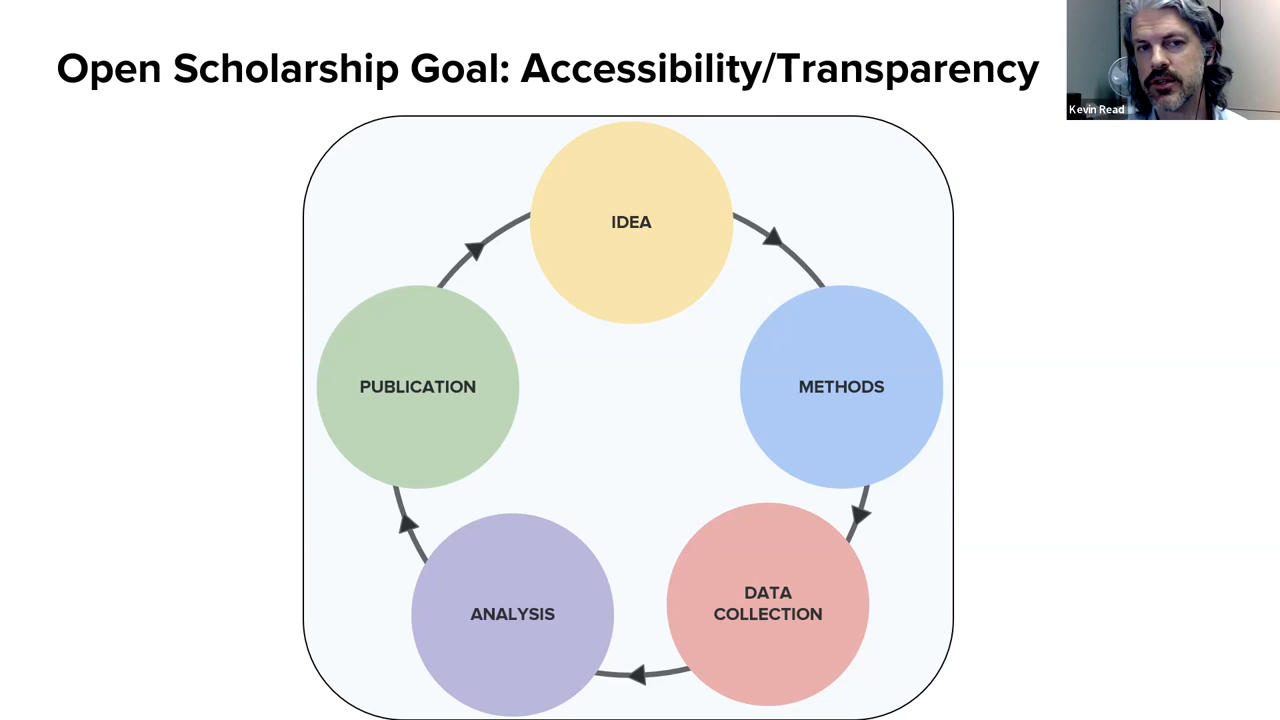 Open Scholarship Goal: Accessibility/Transparency
Kevin Read
IDEA
PUBLICATION
METHODS
DATA
COLLECTION
ANALYSIS